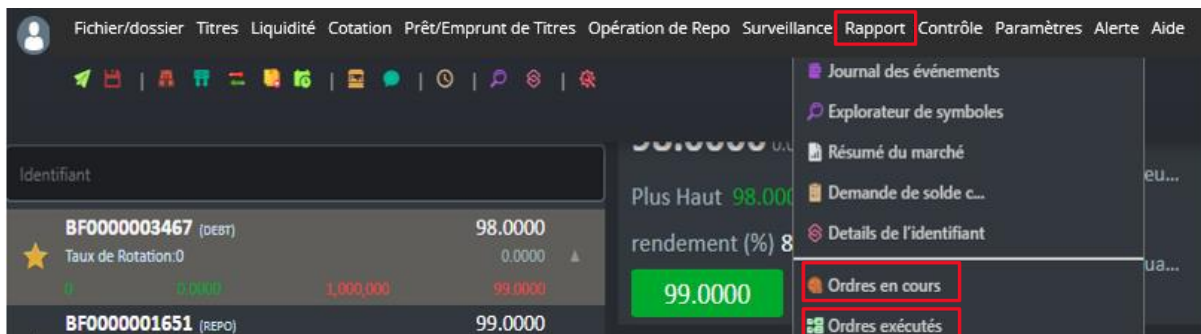 Fichier/dossier Titres Liquidité Cotation Prêt/Emprunt de Titres Opération de Repo Surveillance Rapport Contrôle Paramètres Alerte Aide
Journal des événements
Explorateur de symboles
Résumé du marché
Demande de solde c...
Details de l'identifiant
Ordres en cours
Ordres exécutés
Identifiant
BF0000003467 (DEBT) 98.0000
Taux de Rotation:0 0.0000
0 0.0000 1,000,000 99.0000
BF0000001651 (REPO) 99.0000
Plus Haut 98.000
rendement (%) 8
99.0000
eu...
ua...